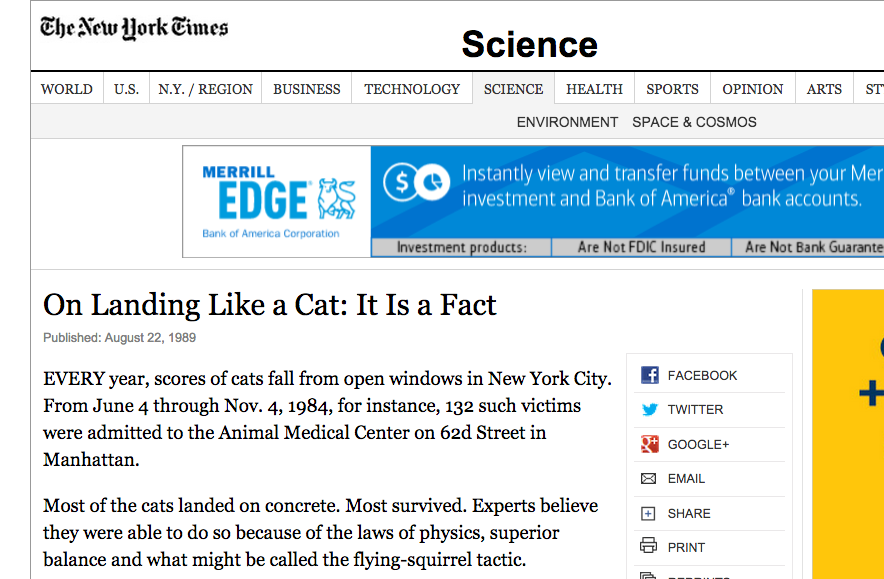 The New York Times
Science
WORLD U.S. N.Y. / REGION BUSINESS TECHNOLOGY SCIENCE HEALTH SPORTS OPINION ARTS
ENVIRONMENT SPACE & COSMOS
MERRILL
EDGE®
Bank of America Corporation
$
Instantly view and transfer funds between your
investment and Bank of America® bank accounts.
Investment products: Are Not FDIC Insured Are Not Bank
On Landing Like a Cat: It Is a Fact
Published: August 22, 1989
EVERY year, scores of cats fall from open windows in New York City.
From June 4 through Nov. 4, 1984, for instance, 132 such victims
were admitted to the Animal Medical Center on 62d Street in
Manhattan.
Most of the cats landed on concrete. Most survived. Experts believe
they were able to do so because of the laws of physics, superior
balance and what might be called the flying-squirrel tactic.
FACEBOOK
TWITTER
GOOGLE+
EMAIL
SHARE
PRINT
+